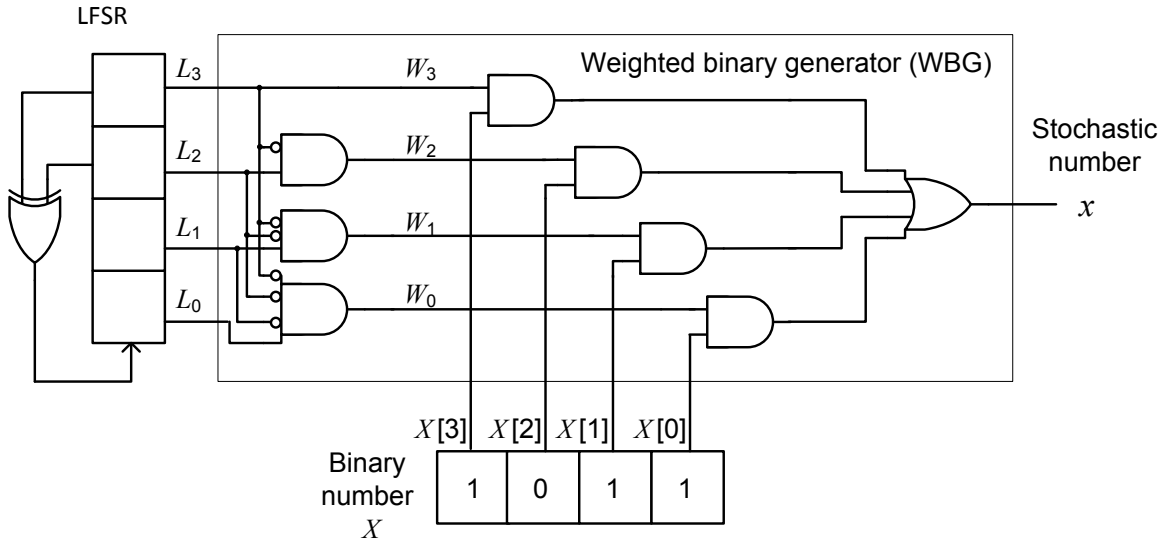 LFSR
Weighted binary generator (WBG)
L3
W3
L2
W2
L1
W1
L0
W0
Stochastic
number
x
X[3] X[2] X[1] X[0]
Binary
number
X
1 0 1 1